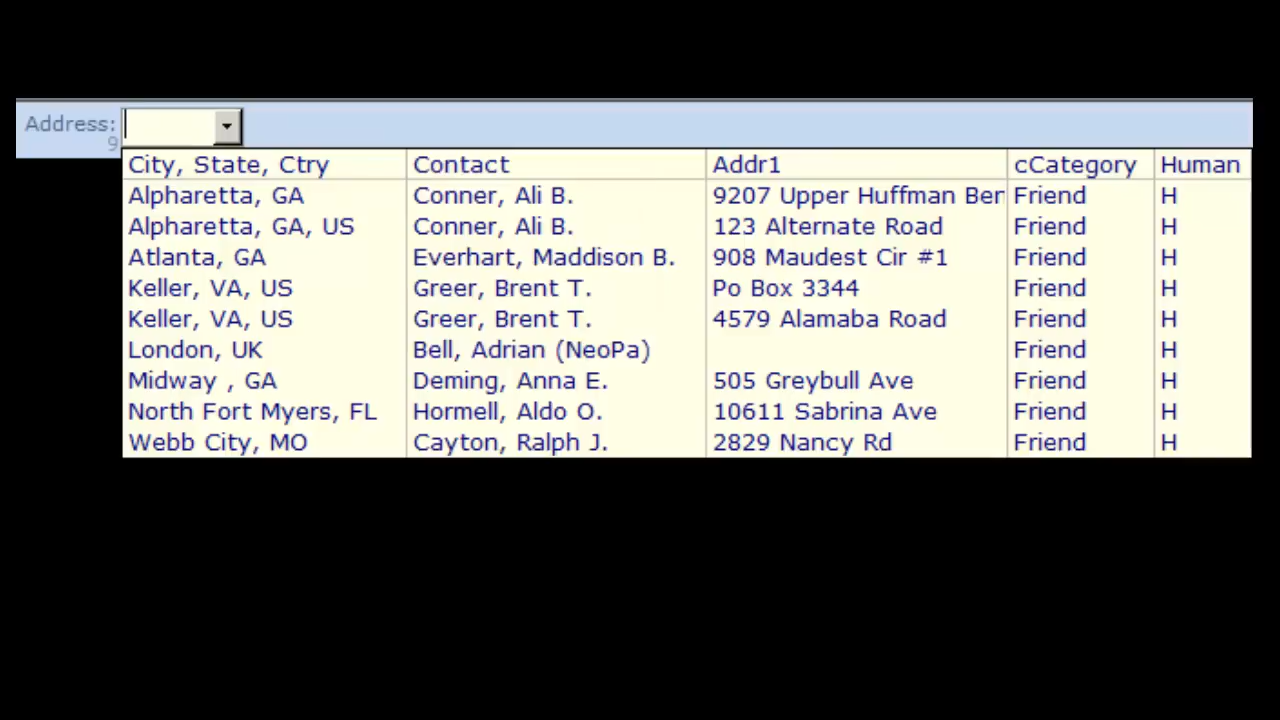 Address:
9
City, State, Ctry Contact Addr1 cCategory Human
Alpharetta, GA Conner, Ali B. 9207 Upper Huffman Ber Friend H
Alpharetta, GA, US Conner, Ali B. 123 Alternate Road Friend H
Atlanta, GA Everhart, Maddison B. 908 Maudest Cir #1 Friend H
Keller, VA, US Greer, Brent T. Po Box 3344 Friend H
Keller, VA, US Greer, Brent T. 4579 Alamaba Road Friend H
London, UK Bell, Adrian (NeoPa) Friend H
Midway , GA Deming, Anna E. 505 Greybull Ave Friend H
North Fort Myers, FL Hormell, Aldo O. 10611 Sabrina Ave Friend H
Webb City, MO Cayton, Ralph J. 2829 Nancy Rd Friend H